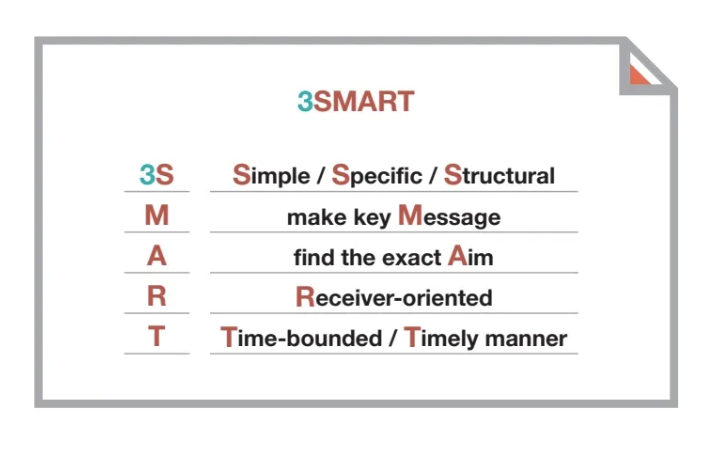 3SMART
3S Simple / Specific / Structural
M make key Message
A find the exact Aim
R Receiver-oriented
T Time-bounded / Timely manner